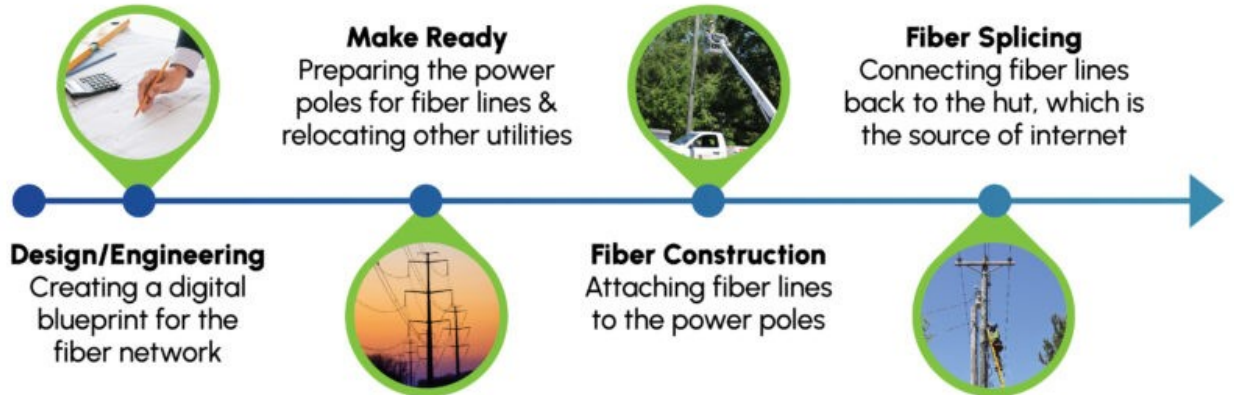 Make Ready
Preparing the power
poles for fiber lines &
relocating other utilities
Fiber Splicing
Connecting fiber lines
back to the hut, which is
the source of internet
Design/Engineering
Creating a digital
blueprint for the
fiber network
Fiber Construction
Attaching fiber lines
to the power poles